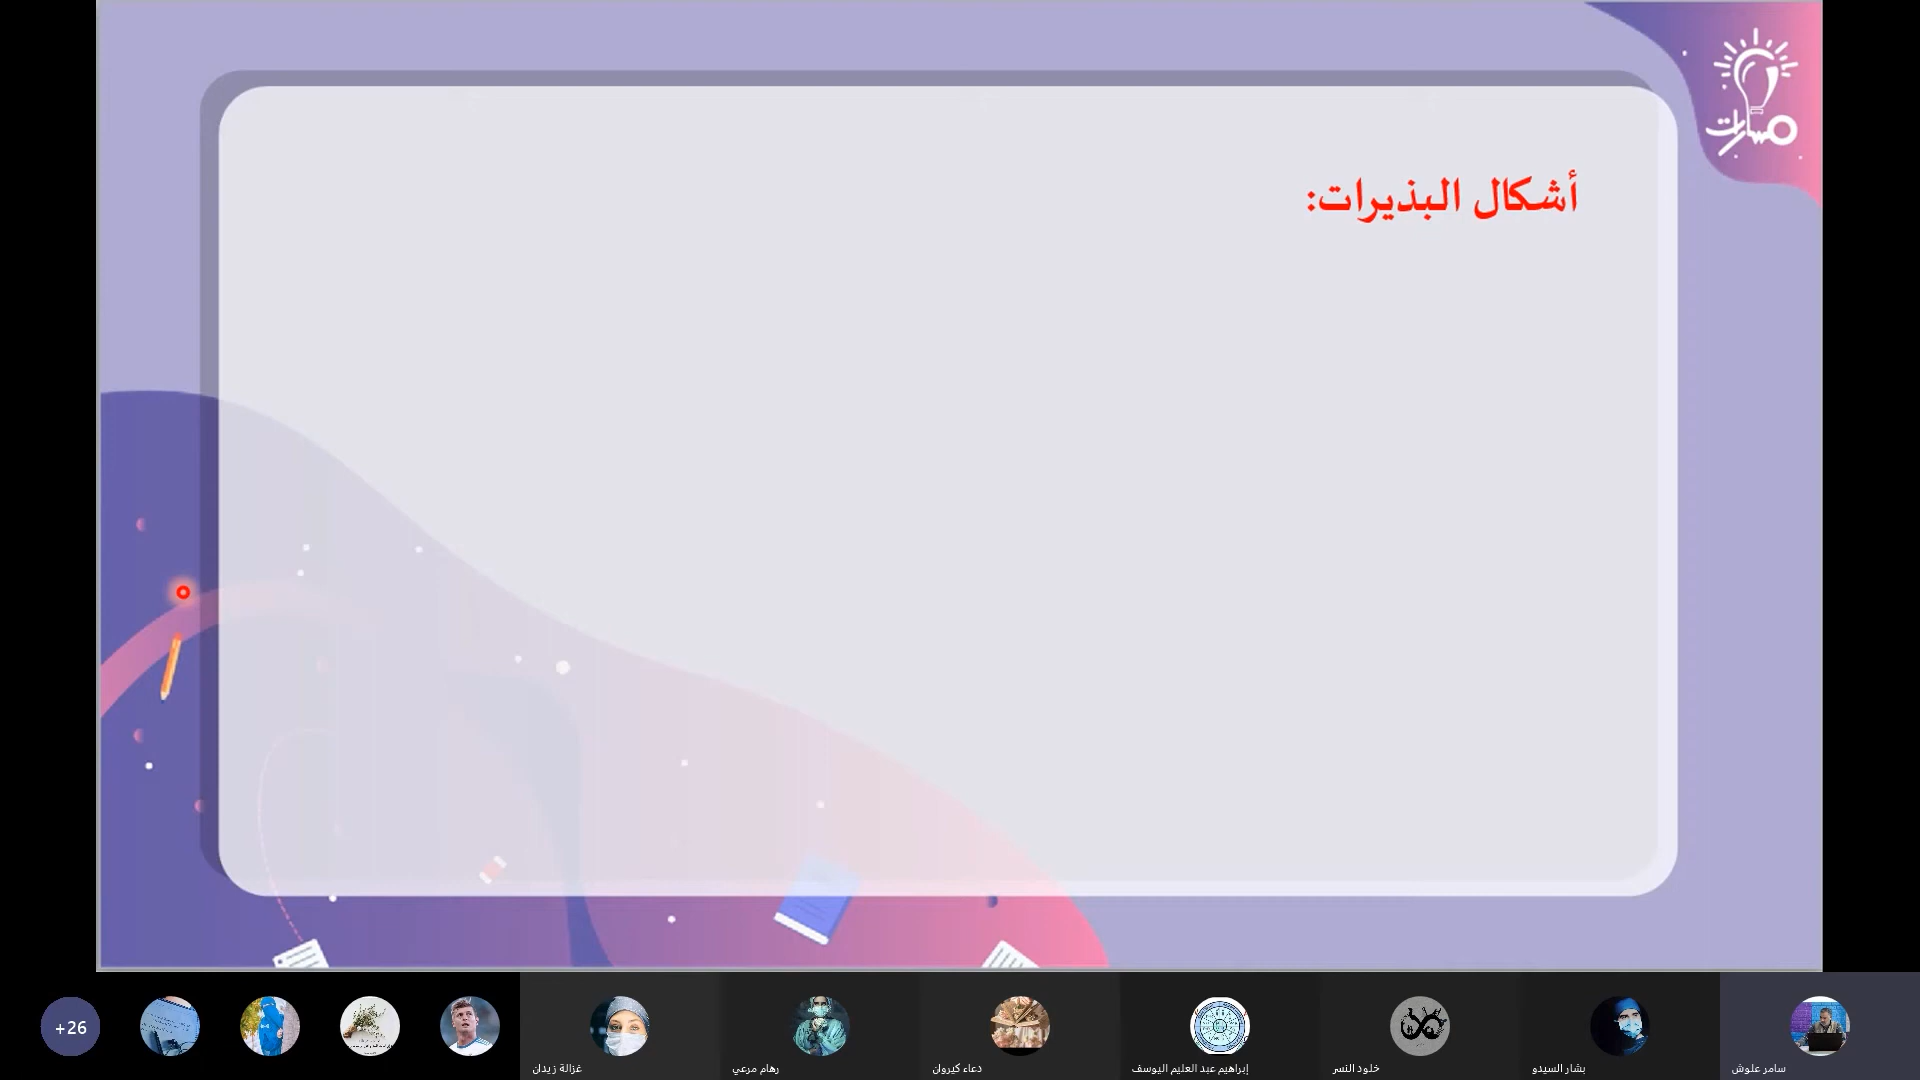 مسارات
أشكال البذيرات:
+26
غزالة زيدان
رهام مرعي
دعاء كيروان
إبراهيم عبد العليم اليوسف
خلود النسر
بشار السيدو
سامر علوش